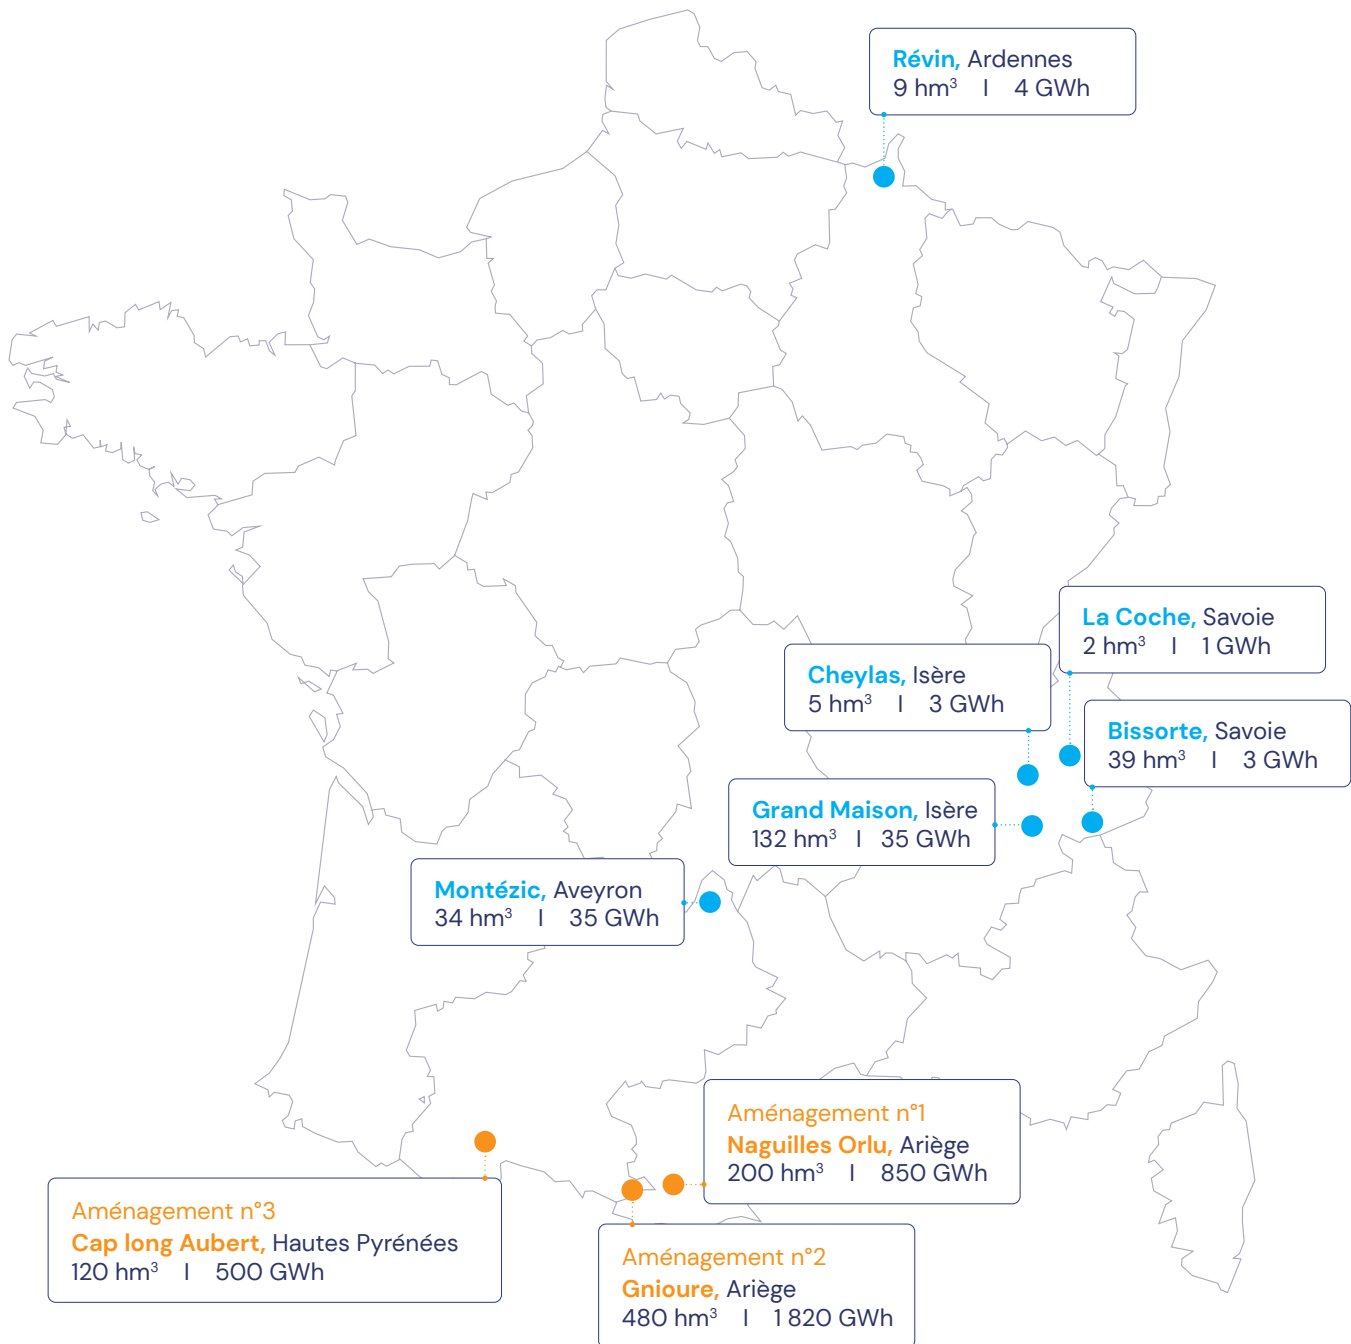 Révin, Ardennes
9 hm³ | 4 GWh
La Coche, Savoie
2 hm³ | 1 GWh
Cheylas, Isère
5 hm³ | 3 GWh
Bissorte, Savoie
39 hm³ | 3 GWh
Grand Maison, Isère
132 hm³ | 35 GWh
Montézic, Aveyron
34 hm³ | 35 GWh
Aménagement n°1
Naguilles Orlu, Ariège
200 hm³ | 850 GWh
Aménagement n°3
Cap long Aubert, Hautes Pyrénées
120 hm³ | 500 GWh
Aménagement n°2
Gnioure, Ariège
480 hm³ | 1 820 GWh